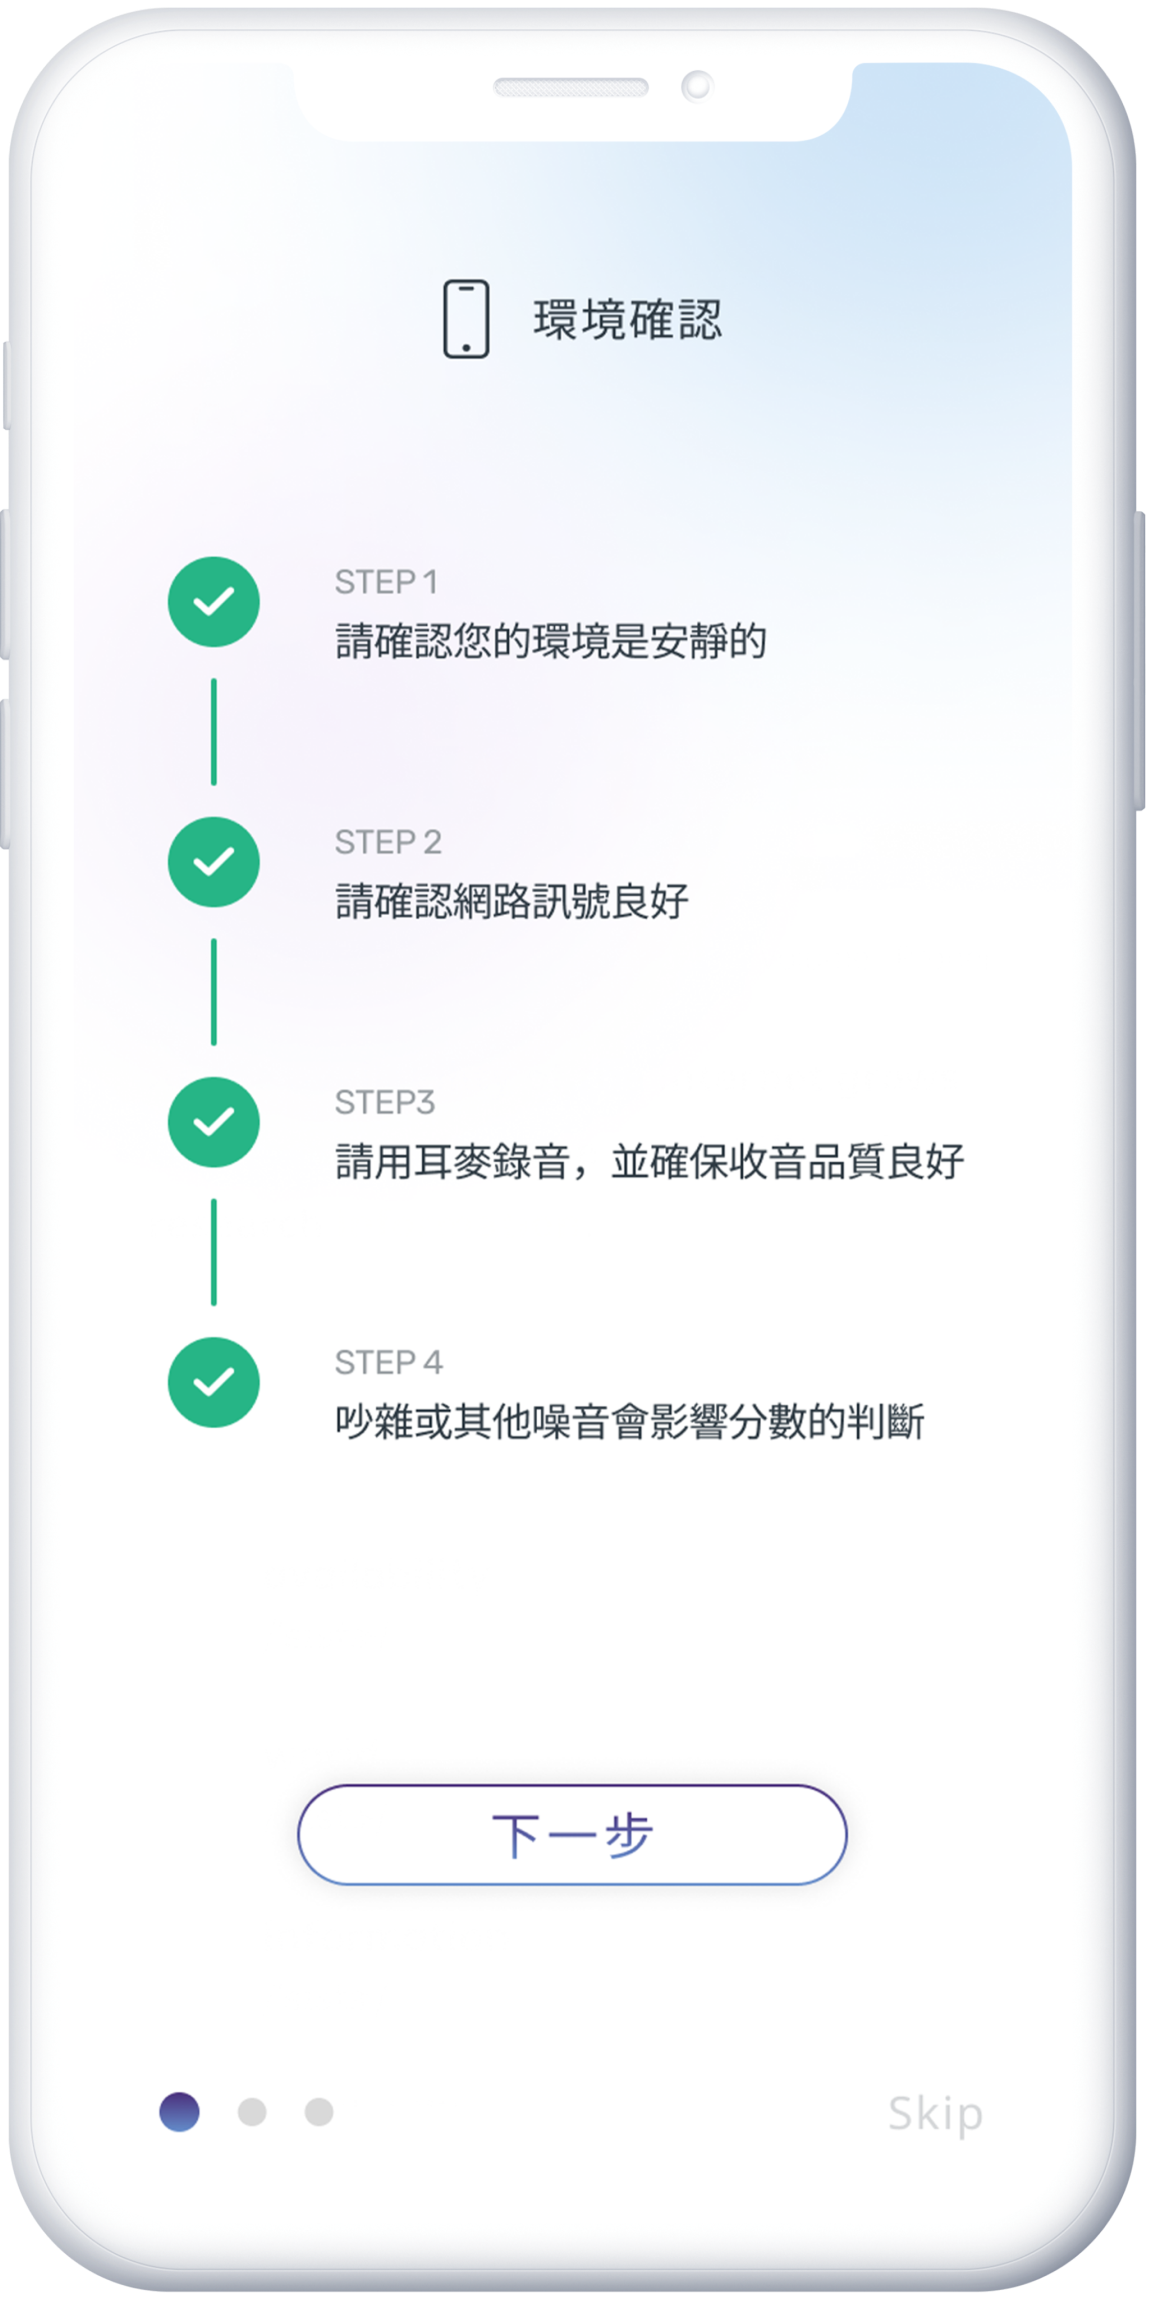 環境確認
STEP 1
請確認您的環境是安靜的
STEP 2
請確認網路訊號良好
STEP3
請用耳麥錄音，並確保收音品質良好
STEP 4
吵雜或其他噪音會影響分數的判斷
下一步
Skip